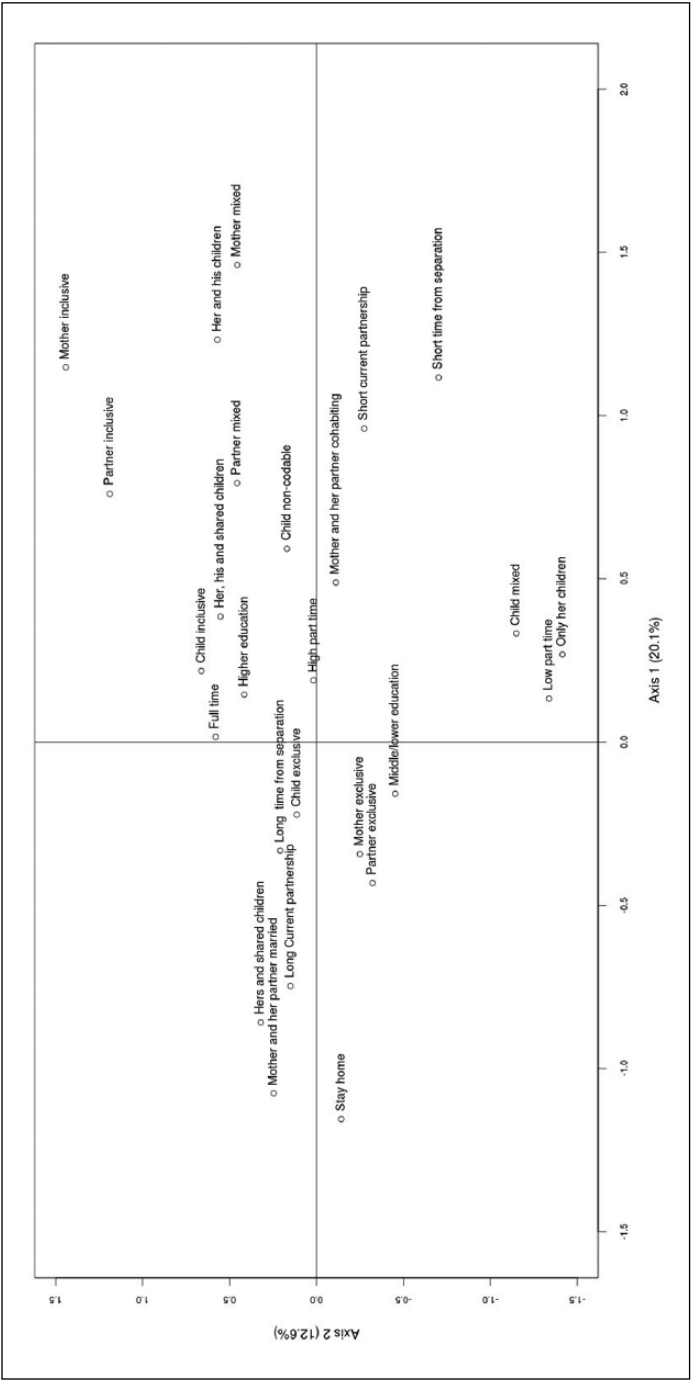 Mother inclusive
Partner inclusive
Her and his children
Mother mixed
Partner mixed
Her, his and shared children
Child inclusive
Higher education
Full time
Child non-codable
High part time
Mother and her partner cohabiting
Short current partnership
Short time from separation
Child mixed
Low part time
Only her children
Long time from separation
Child exclusive
Long Current partnership
Hers and shared children
Mother and her partner married
Stay home
Mother exclusive
Partner exclusive
Middle/lower education
1.5
1.0
0.5
0.0
-0.5
-1.0
-1.5
Axis 2 (12.6%)
-1.5
-1.0
-0.5
0.0
0.5
1.0
1.5
2.0
Axis 1 (20.1%)